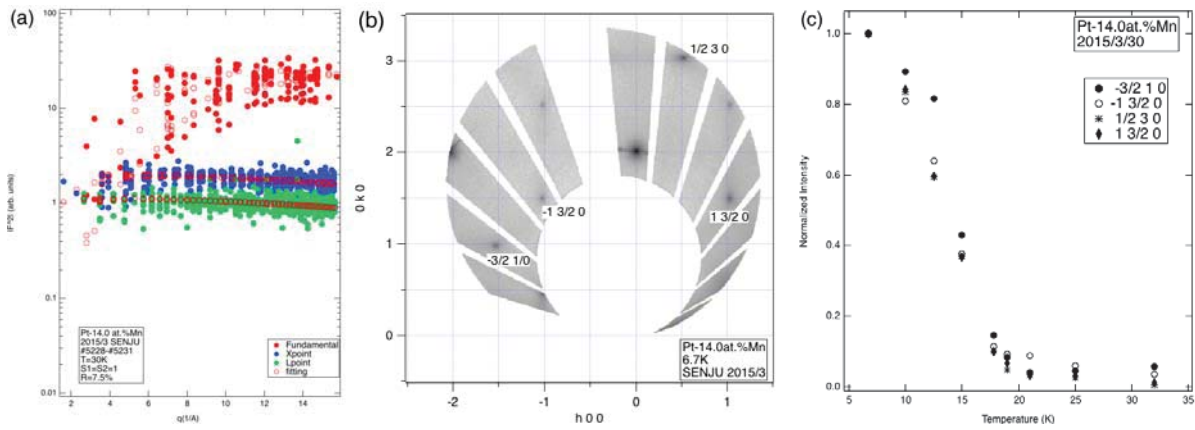 (a)
100
10
1
0.1
0.01
|F^2| (arb. units)
Pt-14.0 at.%Mn
2015/3 SENJU
#5228-#5231
T=30K
S1=S2=1
R=7.5%
Fundamental
Xpoint
Lpoint
fitting
2 4 6 8 10 12 14
q(1/A)
(b)
3
2
1
0
0 k 0
1/2 3 0
-1 3/2 0
1 3/2 0
-3/2 1/0
Pt-14.0at.%Mn
6.7K
SENJU 2015/3
-2 -1 0 1
h 0 0
(c)
1.0
0.8
0.6
0.4
0.2
0.0
Normalized Intensity
Pt-14.0at.%Mn
2015/3/30
-3/2 1 0
-1 3/2 0
1/2 3 0
1 3/2 0
5 10 15 20 25 30 35
Temperature (K)